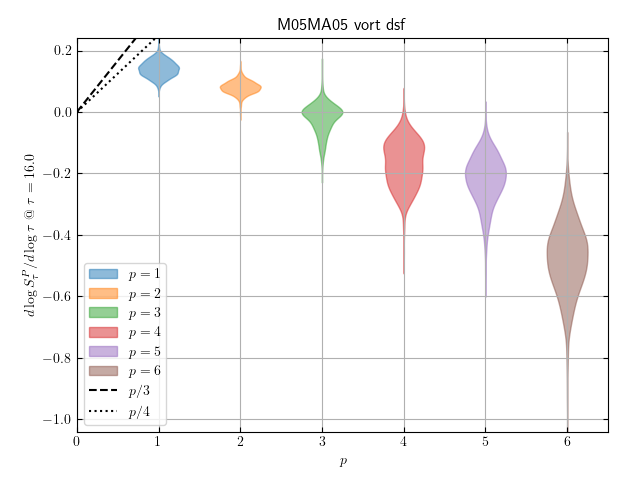 M05MA05 vort dsf
d log S_τ^P / d log τ @ τ = 16.0
0.2
0.0
−0.2
−0.4
−0.6
−0.8
−1.0
p = 1
p = 2
p = 3
p = 4
p = 5
p = 6
p/3
p/4
0 1 2 3 4 5 6
p